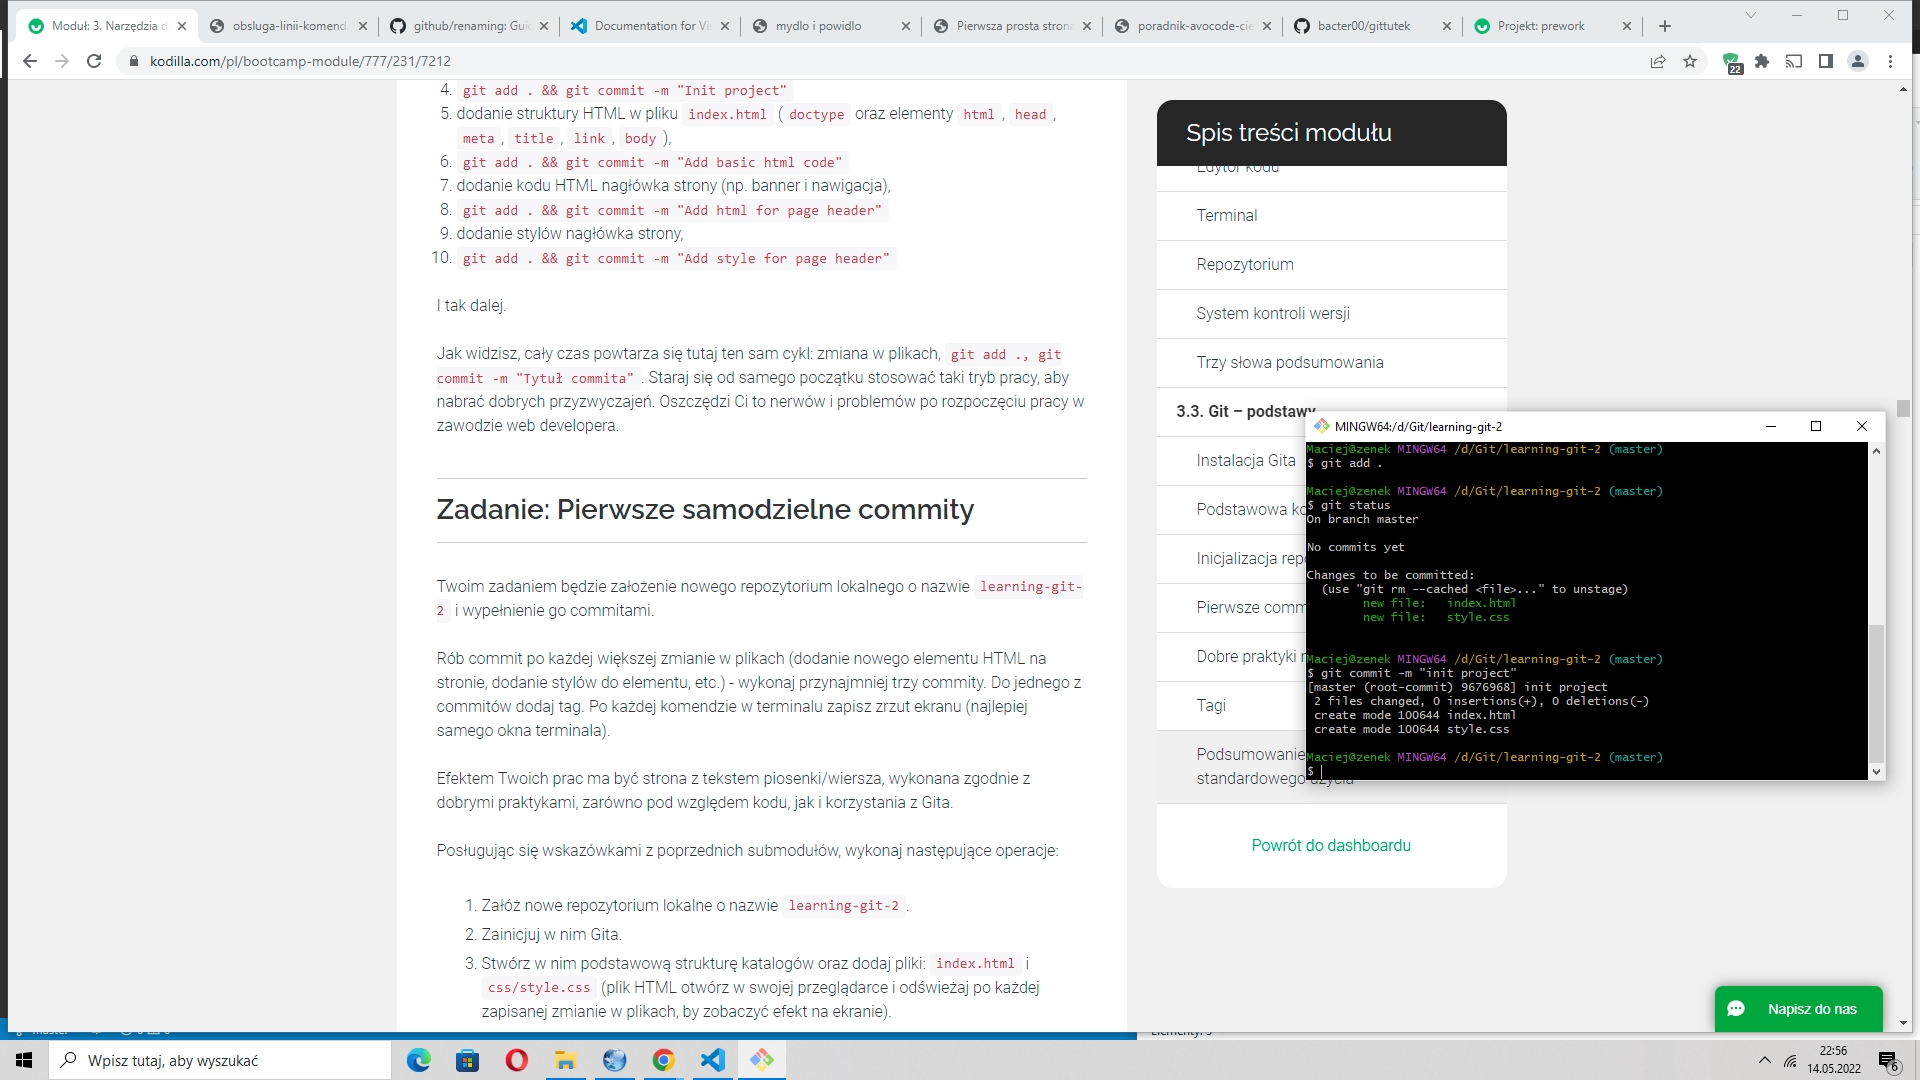 Moduł: 3. Narzędzia d
obsluga-linii-komend.
github/renaming: Guid
Documentation for Vi
mydlo i powidlo
Pierwsza prosta strona
poradnik-avocode-cie
bacter00/gittutek
Projekt: prework
kodilla.com/pl/bootcamp-module/777/231/7212
22
4. git add . && git commit -m "Init project"
5. dodanie struktury HTML w pliku index.html ( doctype oraz elementy html , head ,
meta , title , link , body ),
6. git add . && git commit -m "Add basic html code"
7. dodanie kodu HTML nagłówka strony (np. banner i nawigacja),
8. git add . && git commit -m "Add html for page header"
9. dodanie stylów nagłówka strony,
10. git add . && git commit -m "Add style for page header"
I tak dalej.
Jak widzisz, cały czas powtarza się tutaj ten sam cykl: zmiana w plikach, git add ., git
commit -m "Tytuł commita" . Staraj się od samego początku stosować taki tryb pracy, aby
nabrać dobrych przyzwyczajeń. Oszczędzi Ci to nerwów i problemów po rozpoczęciu pracy w
zawodzie web developera.
Zadanie: Pierwsze samodzielne commity
Twoim zadaniem będzie założenie nowego repozytorium lokalnego o nazwie learning-git-
2 i wypełnienie go commitami.
Rób commit po każdej większej zmianie w plikach (dodanie nowego elementu HTML na
stronie, dodanie stylów do elementu, etc.) - wykonaj przynajmniej trzy commity. Do jednego z
commitów dodaj tag. Po każdej komendzie w terminalu zapisz zrzut ekranu (najlepiej
samego okna terminala).
Efektem Twoich prac ma być strona z tekstem piosenki/wiersza, wykonana zgodnie z
dobrymi praktykami, zarówno pod względem kodu, jak i korzystania z Gita.
Posługując się wskazówkami z poprzednich submodułów, wykonaj następujące operacje:
1. Załóż nowe repozytorium lokalne o nazwie learning-git-2 .
2. Zainicjuj w nim Gita.
3. Stwórz w nim podstawową strukturę katalogów oraz dodaj pliki: index.html i
css/style.css (plik HTML otwórz w swojej przeglądarce i odświeżaj po każdej
zapisanej zmianie w plikach, by zobaczyć efekt na ekranie).
Spis treści modułu
Edytor kodu
Terminal
Repozytorium
System kontroli wersji
Trzy słowa podsumowania
3.3. Git – podstawy
Instalacja Gita
Podstawowa ko
Inicjalizacja repo
Pierwsze comm
Dobre praktyki
Tagi
Podsumowanie
standardowego użycia
Powrót do dashboardu
MINGW64:/d/Git/learning-git-2
Maciej@zenek MINGW64 /d/Git/learning-git-2 (master)
$ git add .
Maciej@zenek MINGW64 /d/Git/learning-git-2 (master)
$ git status
On branch master
No commits yet
Changes to be committed:
(use "git rm --cached <file>..." to unstage)
new file: index.html
new file: style.css
Maciej@zenek MINGW64 /d/Git/learning-git-2 (master)
$ git commit -m "init project"
[master (root-commit) 9676968] init project
2 files changed, 0 insertions(+), 0 deletions(-)
create mode 100644 index.html
create mode 100644 style.css
Maciej@zenek MINGW64 /d/Git/learning-git-2 (master)
$
Napisz do nas
Wpisz tutaj, aby wyszukać
22:56
14.05.2022
6